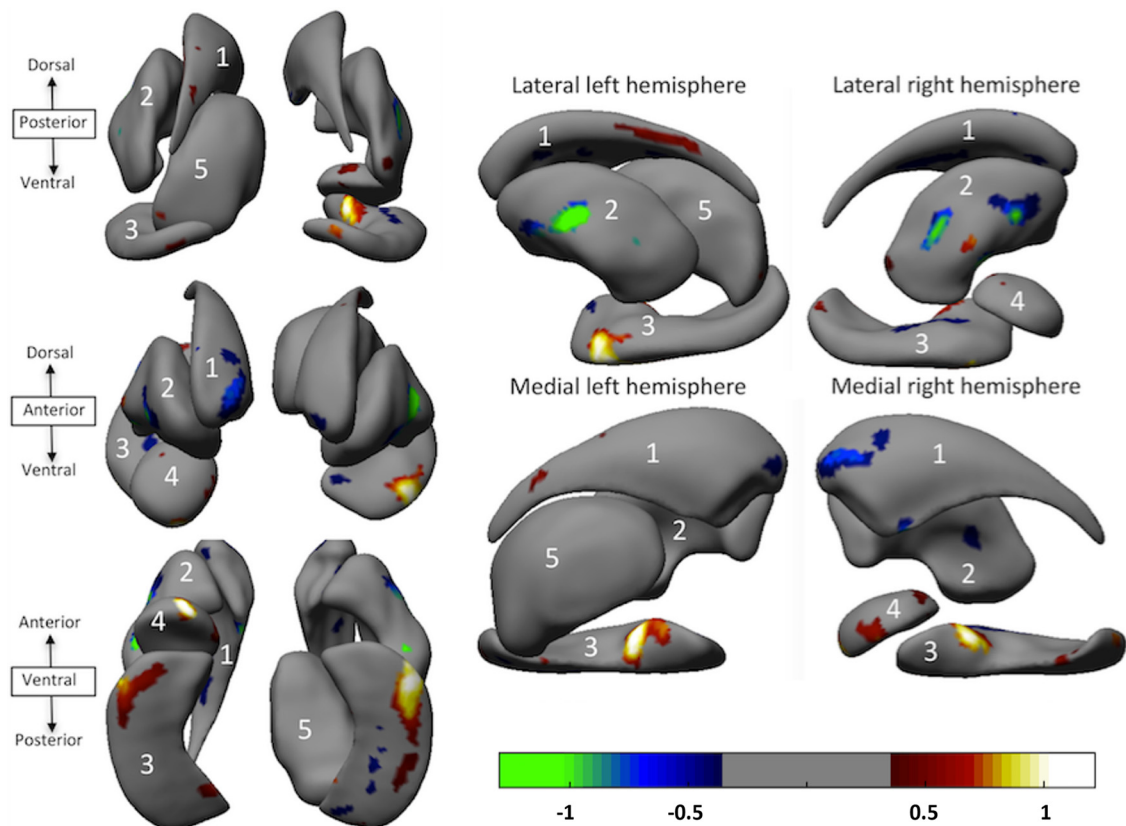 Dorsal
Posterior
Ventral
1
2
5
3
Dorsal
Anterior
Ventral
1
2
3
4
Anterior
Ventral
Posterior
2
4
1
3
5
Lateral left hemisphere
1
2
5
3
Lateral right hemisphere
1
2
4
3
Medial left hemisphere
1
2
5
3
Medial right hemisphere
1
2
4
3
-1 -0.5 0.5 1